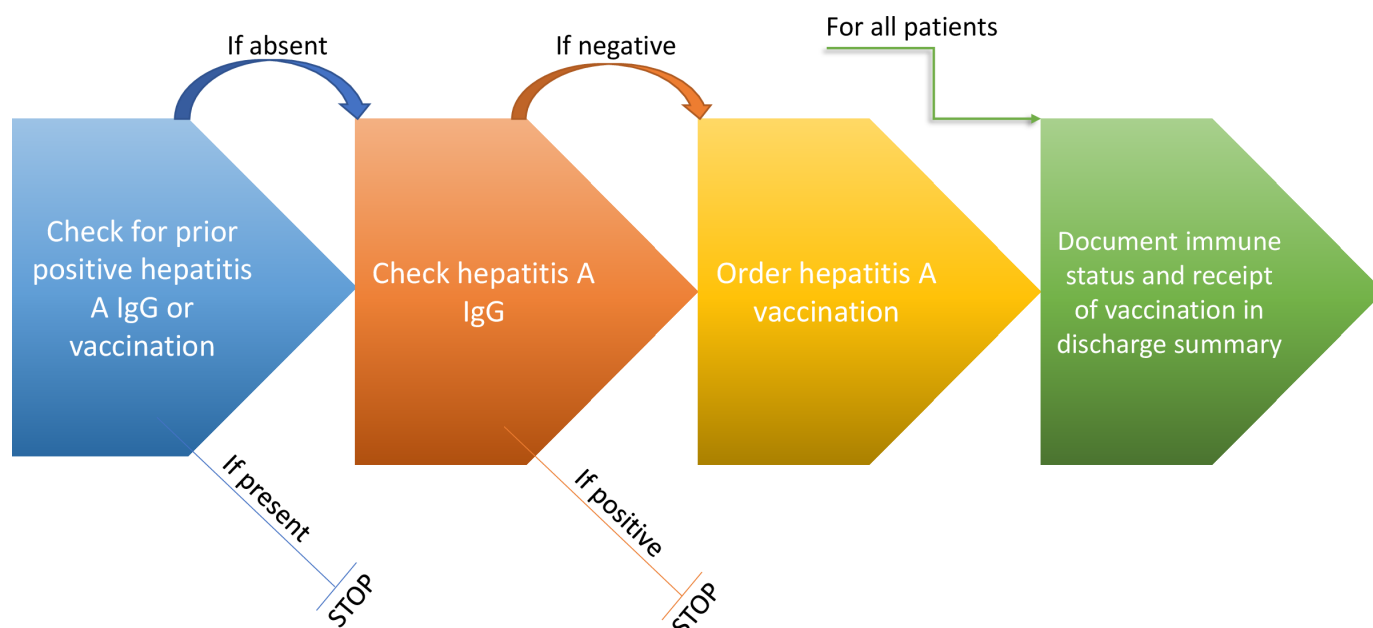 If absent
If negative
For all patients
Check for prior
positive hepatitis
A IgG or
vaccination
Check hepatitis A
IgG
Order hepatitis A
vaccination
Document immune
status and receipt
of vaccination in
discharge summary
If present
STOP
If positive
STOP